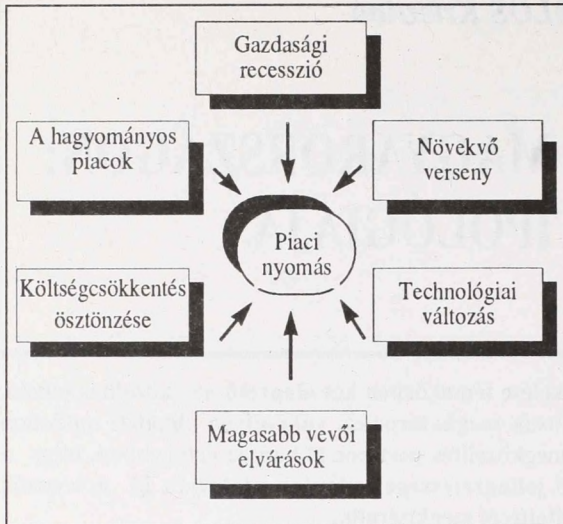 Gazdasági
recesszió
A hagyományos
piacok
Növekvő
verseny
Piaci
nyomás
Költségcsökkentés
ösztönzése
Technológiai
változás
Magasabb vevői
elvárások